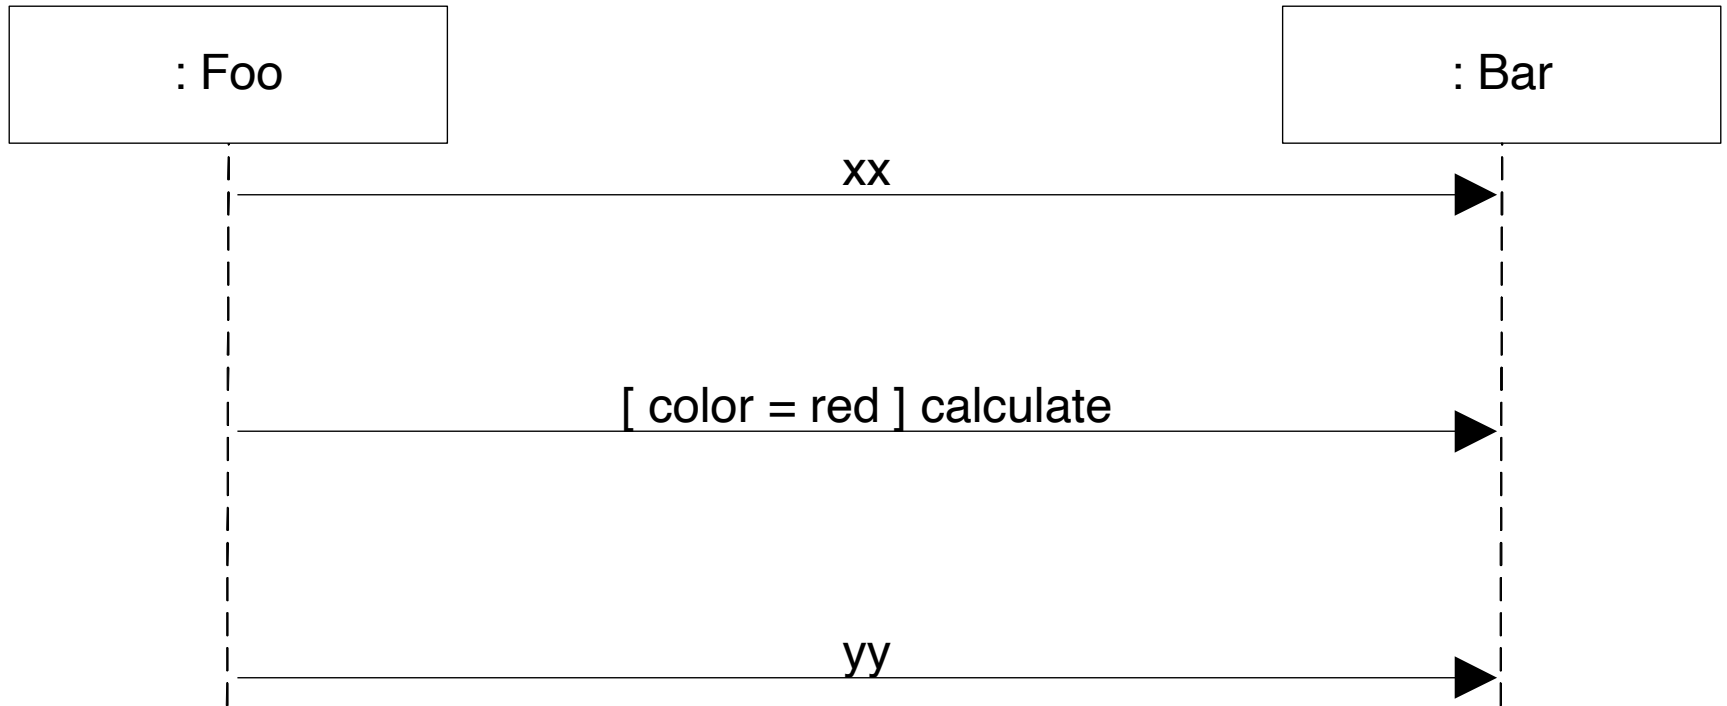 : Foo
: Bar
xx
[ color = red ] calculate
yy